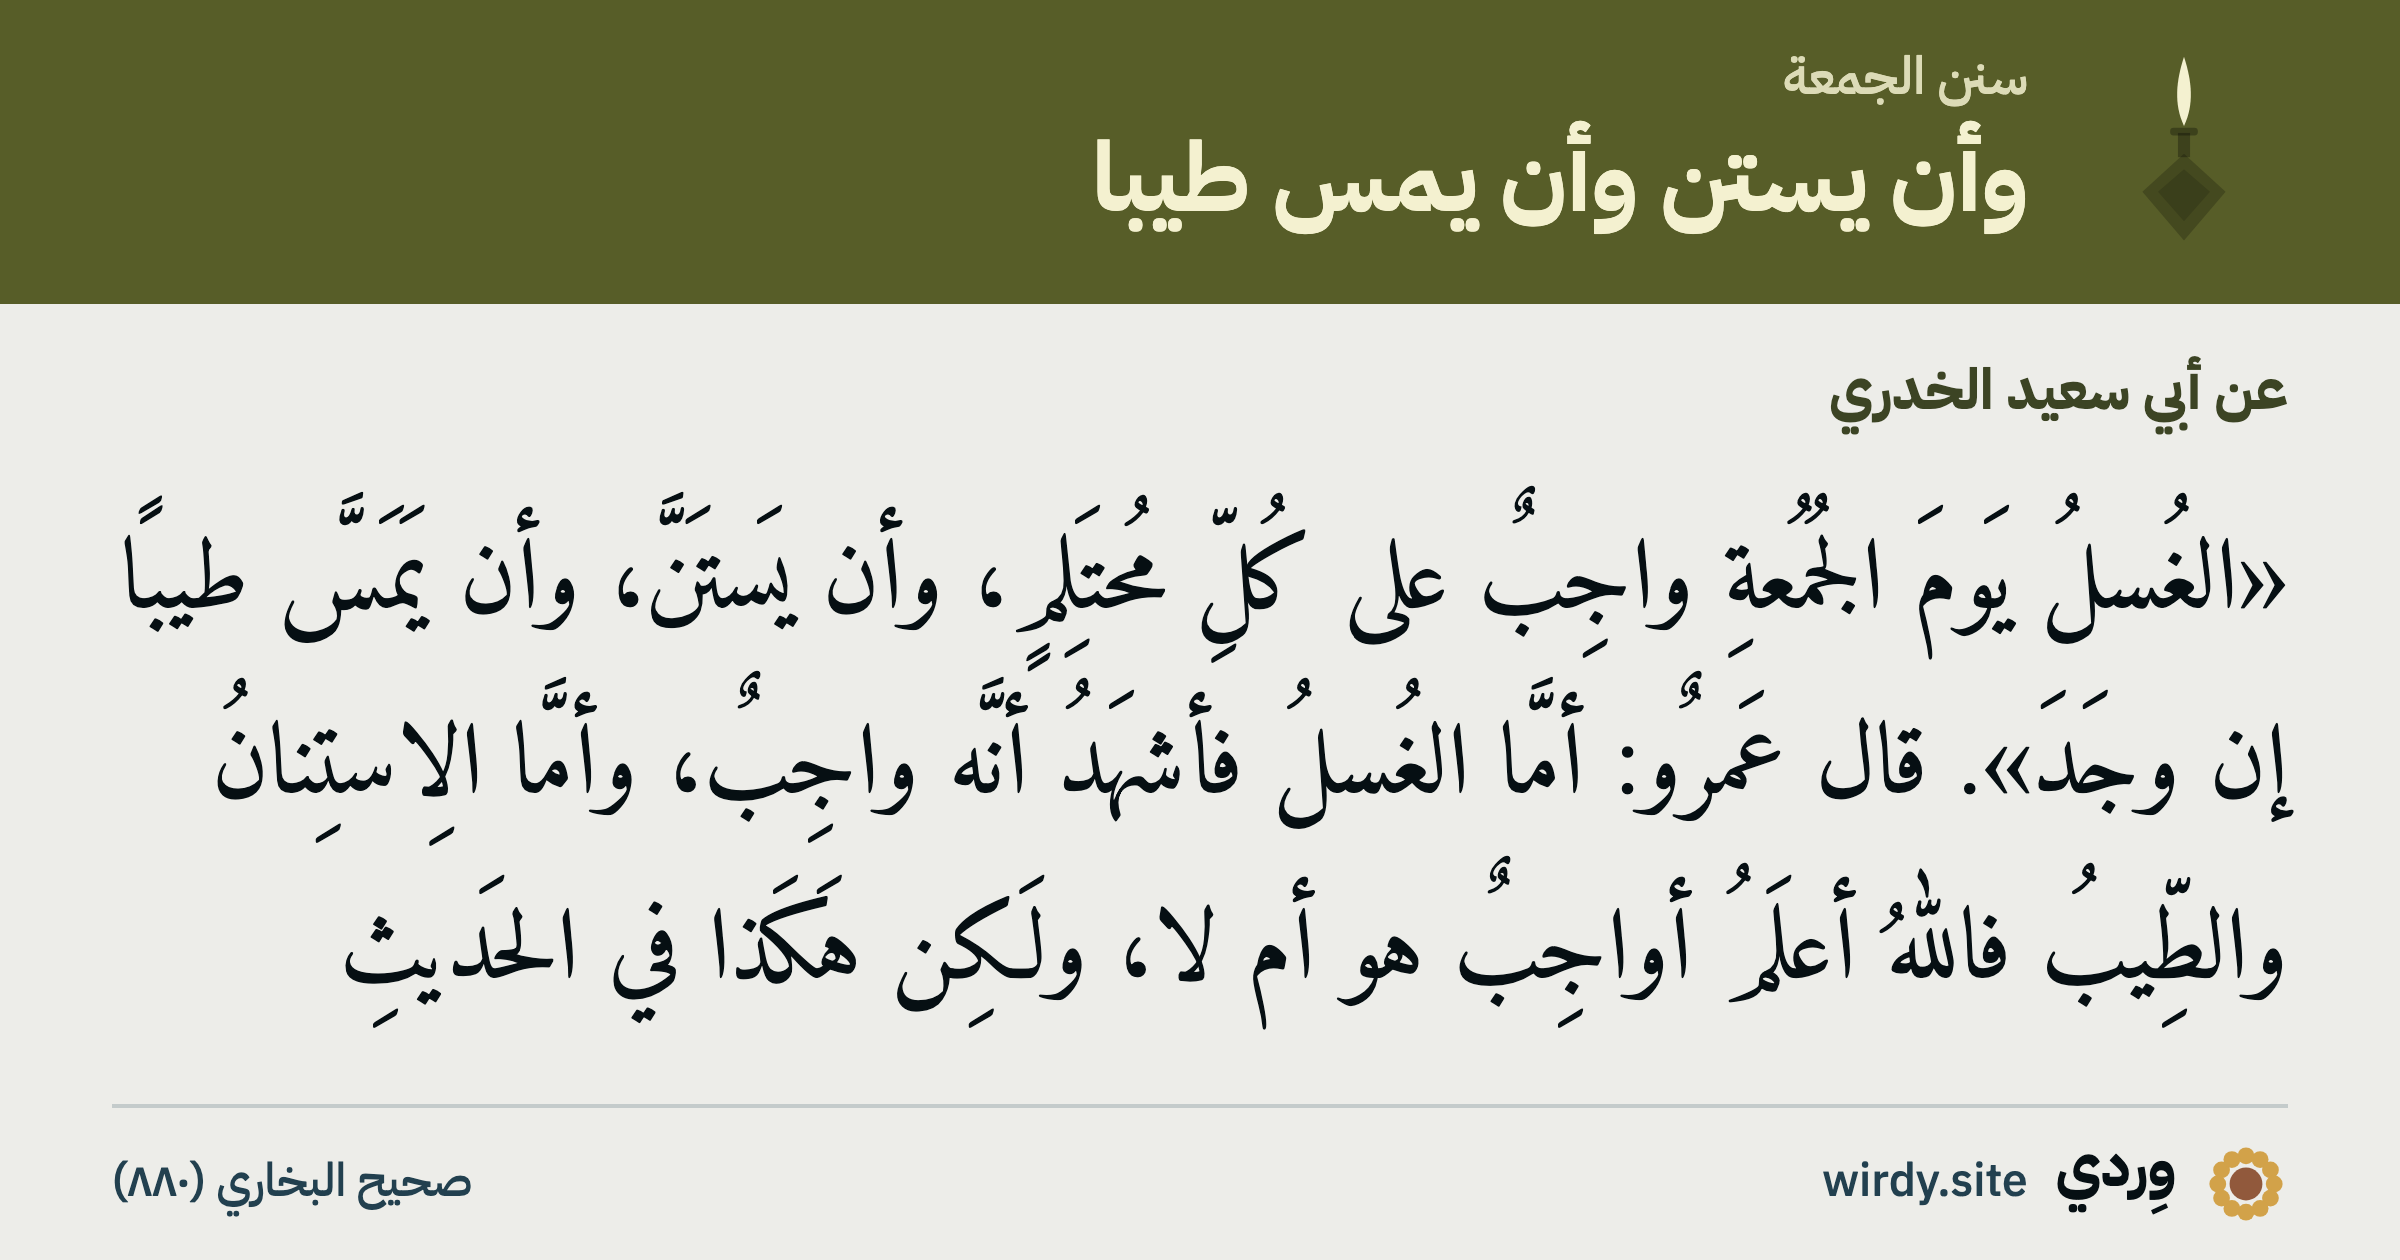 سنن الجمعة
وأن يستن وأن يمس طيبا
عن أبي سعيد الخدري
«الغُسلُ يومَ الجُمُعةِ واجِبٌ على كُلِّ مُحتَلِمٍ، وأن يَستَنَّ، وأن يَمَسَّ طيبًا
إن وجَدَ». قال عَمرٌو: أمَّا الغُسلُ فأشهَدُ أنَّه واجِبٌ، وأمَّا الِاستِنانُ
والطِّيبُ فاللهُ أعلَمُ أواجِبٌ هو أم لا، ولَكِن هَكَذا في الحَديثِ
وِردي wirdy.site
صحيح البخاري (٨٨٠)